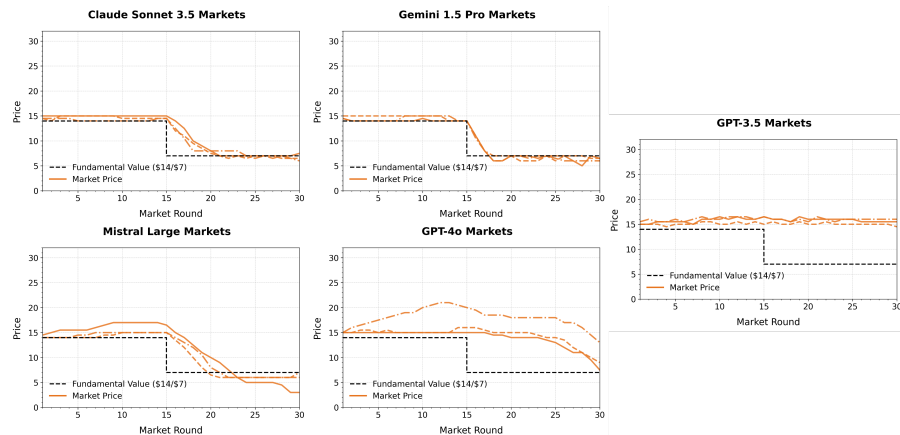 Claude Sonnet 3.5 Markets
30
25
20
15
10
5
0
Price
5 10 15 20 25 30
Market Round
Fundamental Value ($14/$7)
Market Price
Gemini 1.5 Pro Markets
30
25
20
15
10
5
0
Price
5 10 15 20 25 30
Market Round
Fundamental Value ($14/$7)
Market Price
GPT-3.5 Markets
30
25
20
15
10
5
0
Price
5 10 15 20 25 30
Market Round
Fundamental Value ($14/$7)
Market Price
Mistral Large Markets
30
25
20
15
10
5
0
Price
5 10 15 20 25 30
Market Round
Fundamental Value ($14/$7)
Market Price
GPT-4o Markets
30
25
20
15
10
5
0
Price
5 10 15 20 25 30
Market Round
Fundamental Value ($14/$7)
Market Price